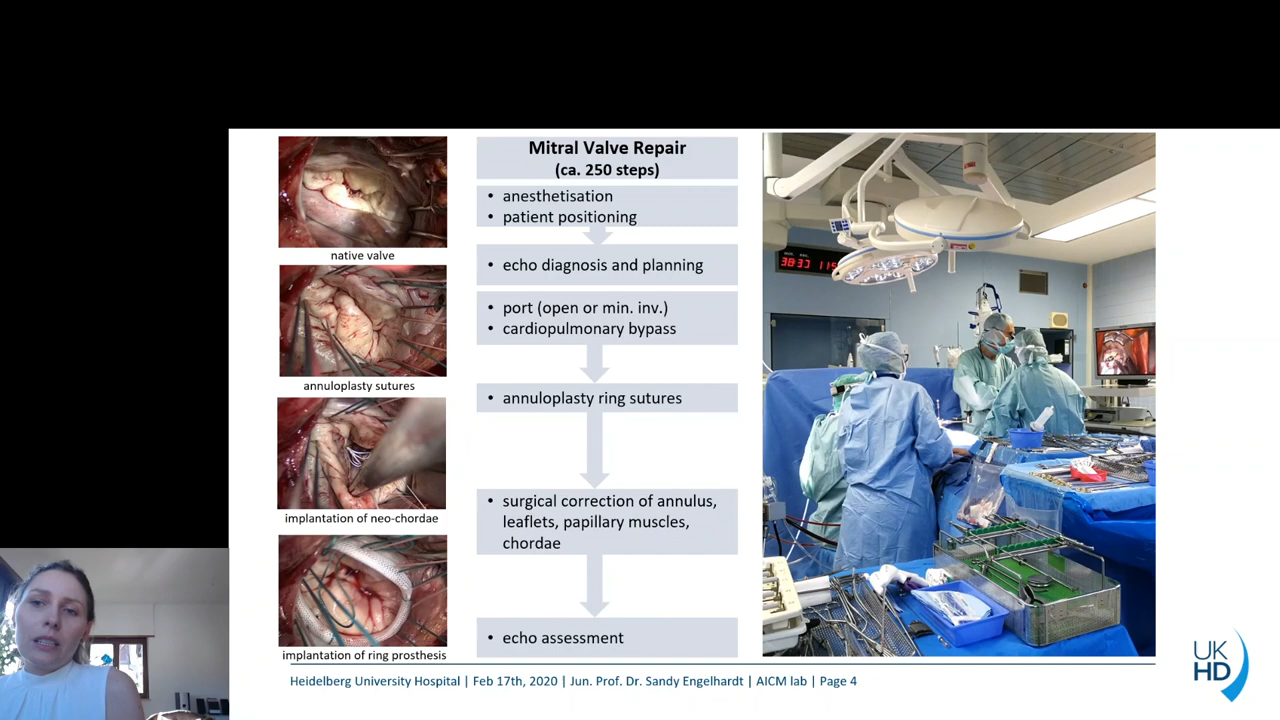 native valve
annuloplasty sutures
implantation of neo-chordae
implantation of ring prosthesis
Mitral Valve Repair
(ca. 250 steps)
• anesthetisation
• patient positioning
• echo diagnosis and planning
• port (open or min. inv.)
• cardiopulmonary bypass
• annuloplasty ring sutures
• surgical correction of annulus,
leaflets, papillary muscles,
chordae
• echo assessment
Heidelberg University Hospital | Feb 17th, 2020 | Jun. Prof. Dr. Sandy Engelhardt | AICM lab | Page 4
UK
HD